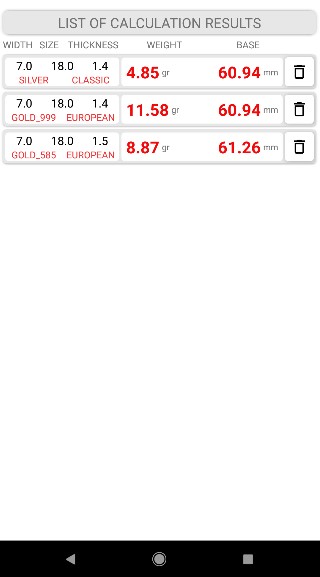 LIST OF CALCULATION RESULTS
WIDTH SIZE THICKNESS WEIGHT BASE
7.0 18.0 1.4
SILVER CLASSIC
4.85 gr 60.94 mm
7.0 18.0 1.4
GOLD_999 EUROPEAN
11.58 gr 60.94 mm
7.0 18.0 1.5
GOLD_585 EUROPEAN
8.87 gr 61.26 mm